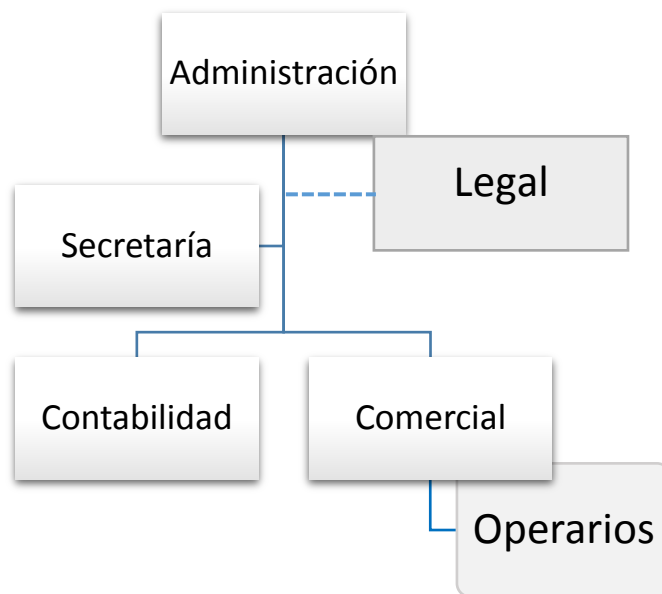 Administración
Legal
Secretaría
Contabilidad
Comercial
Operarios